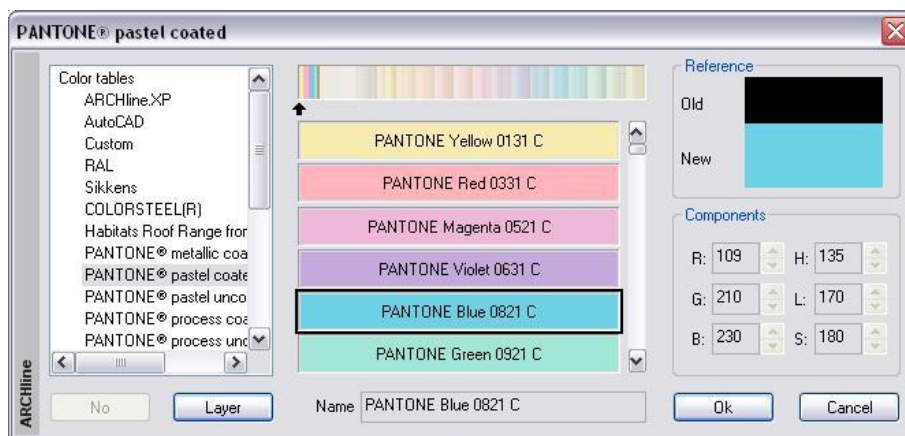 PANTONE® pastel coated
Color tables
ARCHline.XP
AutoCAD
Custom
RAL
Sikkens
COLORSTEEL(R)
Habitats Roof Range fror
PANTONE® metallic coa
PANTONE® pastel coate
PANTONE® pastel unco
PANTONE® process coa
PANTONE® process unc
PANTONE Yellow 0131 C
PANTONE Red 0331 C
PANTONE Magenta 0521 C
PANTONE Violet 0631 C
PANTONE Blue 0821 C
PANTONE Green 0921 C
Reference
Old
New
Components
R: 109 H: 135
G: 210 L: 170
B: 230 S: 180
ARCHline
No Layer Name PANTONE Blue 0821 C Ok Cancel